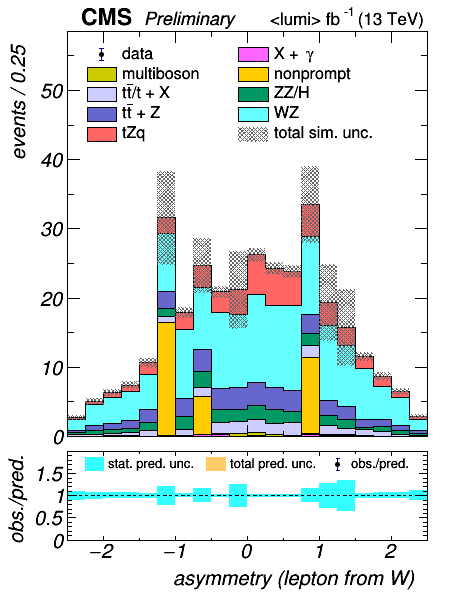 CMS Preliminary <lumi> fb⁻¹ (13 TeV)
events / 0.25
data
multiboson
tt̄/t + X
tt̄ + Z
tZq
X + γ
nonprompt
ZZ/H
WZ
total sim. unc.
50
40
30
20
10
0
obs./pred.
stat. pred. unc. total pred. unc. obs./pred.
1.5
1
0.5
0
−2 −1 0 1 2
asymmetry (lepton from W)